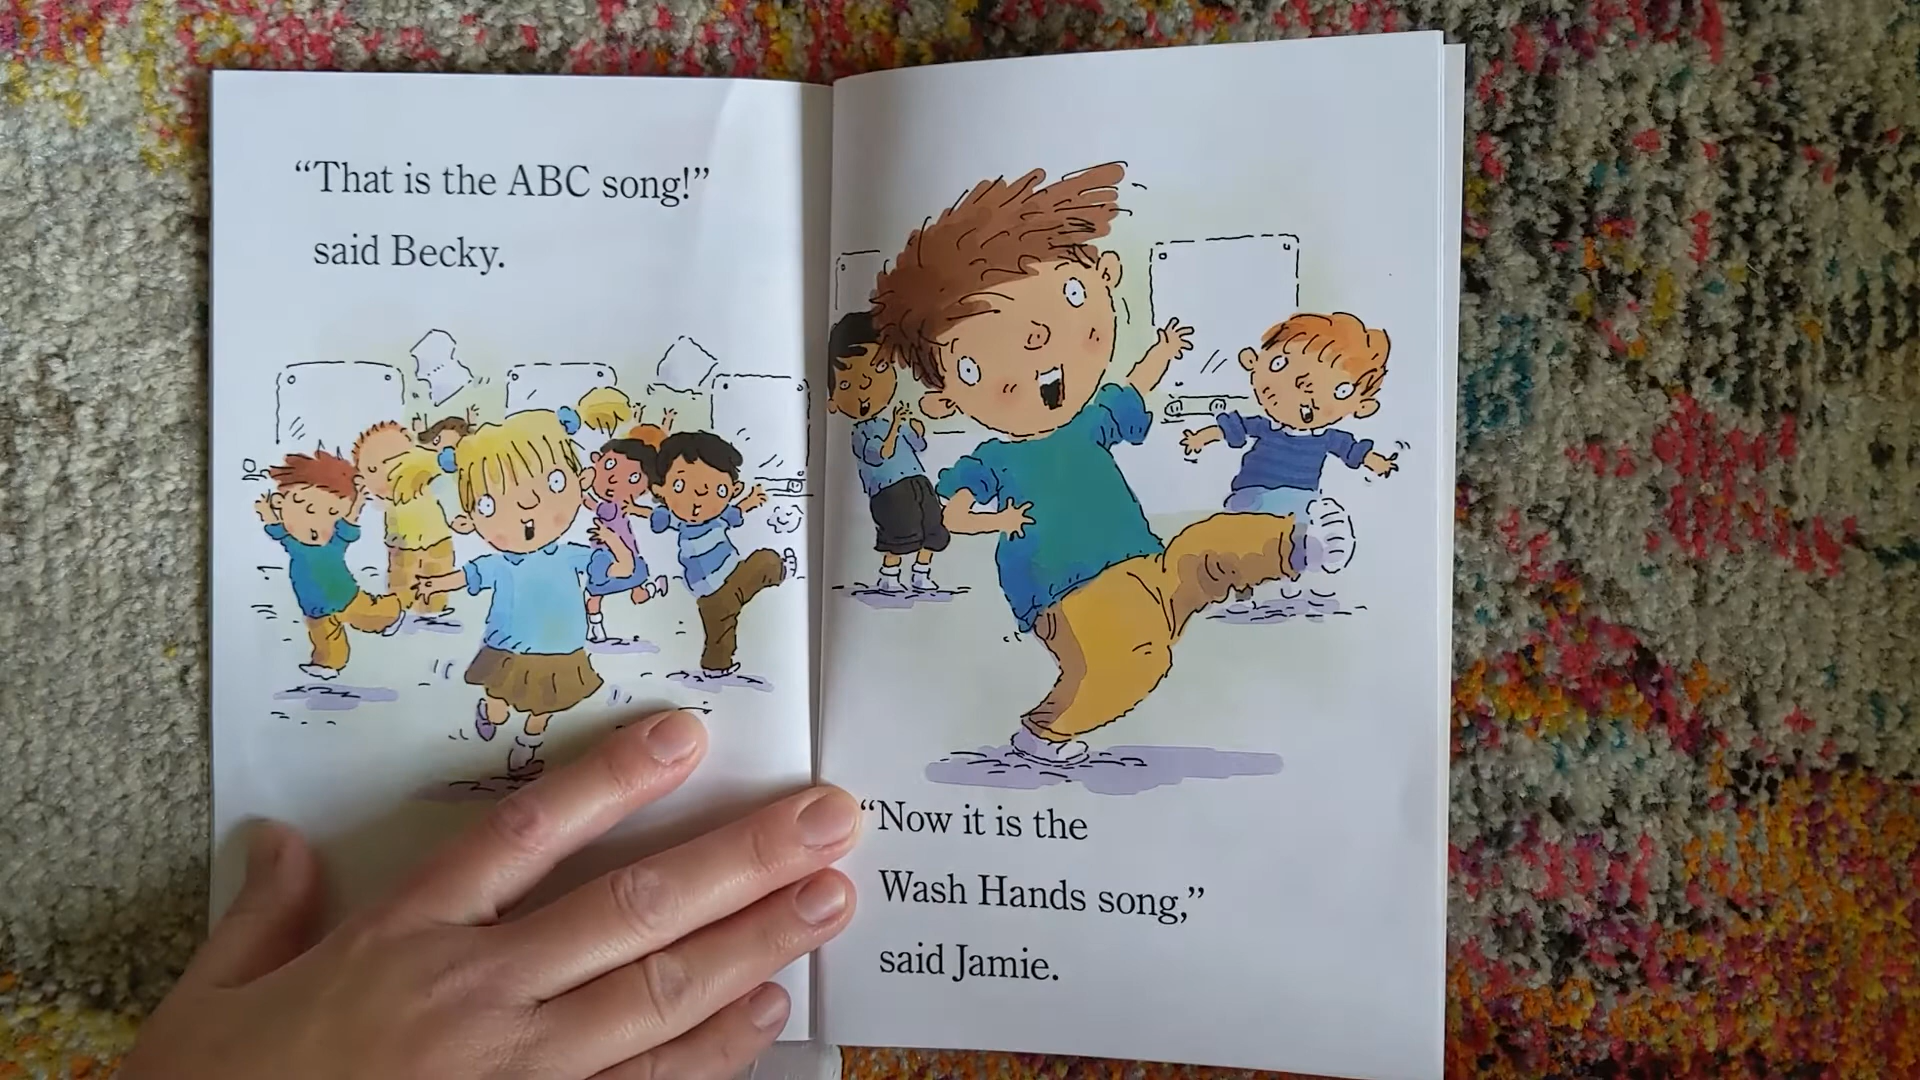 “That is the ABC song!”
said Becky.
“Now it is the
Wash Hands song,”
said Jamie.